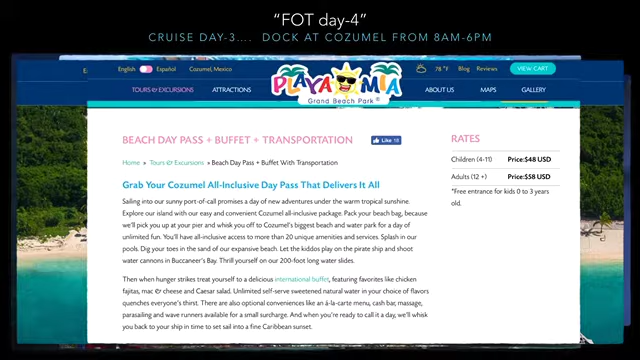 “FOT day-4”
CRUISE DAY-3.... DOCK AT COZUMEL FROM 8AM-6PM
English Español Cozumel, Mexico
78 °F Blog Reviews VIEW CART
PLAYA MIA
Grand Beach Park®
TOURS & EXCURSIONS ATTRACTIONS ABOUT US MAPS GALLERY
BEACH DAY PASS + BUFFET + TRANSPORTATION
Like 18
RATES
Home » Tours & Excursions » Beach Day Pass + Buffet With Transportation
Children (4-11) Price:$48 USD
Adults (12 +) Price:$58 USD
*Free entrance for kids 0 to 3 years
old.
Grab Your Cozumel All-Inclusive Day Pass That Delivers It All
Sailing into our sunny port-of-call promises a day of new adventures under the warm tropical sunshine.
Explore our island with our easy and convenient Cozumel all-inclusive package. Pack your beach bag, because
we'll pick you up at your pier and whisk you off to Cozumel's biggest beach and water park for a day of
unlimited fun. You'll have all-inclusive access to more than 20 unique amenities and services. Splash in our
pools. Dig your toes in the sand of our expansive beach. Let the kiddos play on the pirate ship and shoot
water cannons in Buccaneer's Bay. Thrill yourself on our 200-foot long water slides.
Then when hunger strikes treat yourself to a delicious international buffet, featuring favorites like chicken
fajitas, mac & cheese and Caesar salad. Unlimited self-serve sweetened natural water in your choice of flavors
quenches everyone's thirst. There are also optional conveniences like an á-la-carte menu, cash bar, massage,
parasailing and wave runners available for a small surcharge. And when you're ready to call it a day, we'll whisk
you back to your ship in time to set sail into a fine Caribbean sunset.